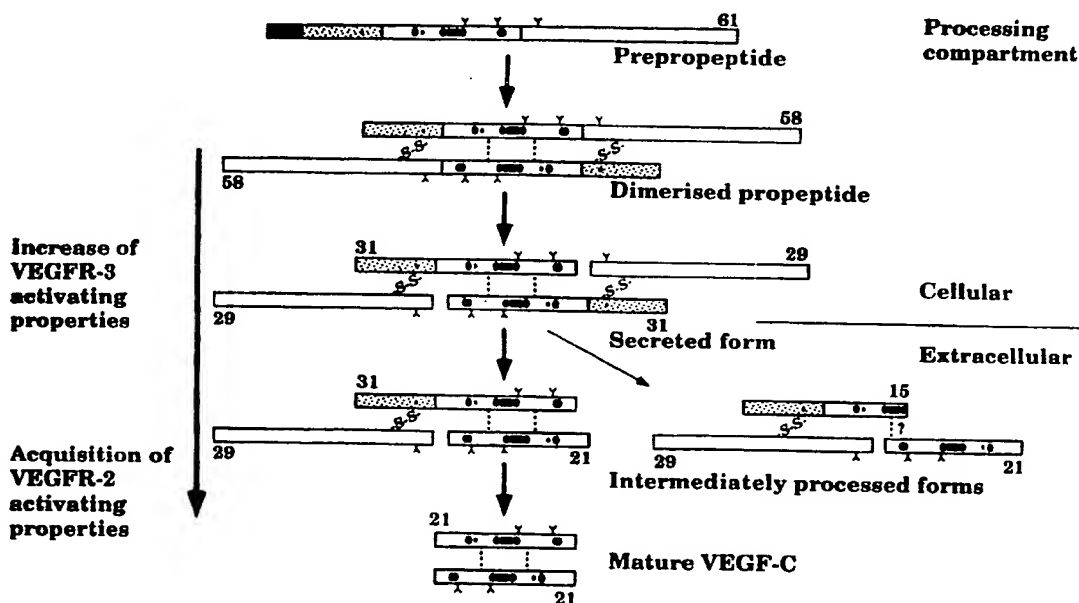 61
Processing
compartment
Prepropeptide
58
S-S
S-S
58
Dimerised propeptide
Increase of
VEGFR-3
activating
properties
31
29
S-S
S-S
29
31
Cellular
Secreted form
Extracellular
31
15
S-S
S-S
?
29
21
29
21
Acquisition of
VEGFR-2
activating
properties
Intermediately processed forms
21
Mature VEGF-C
21